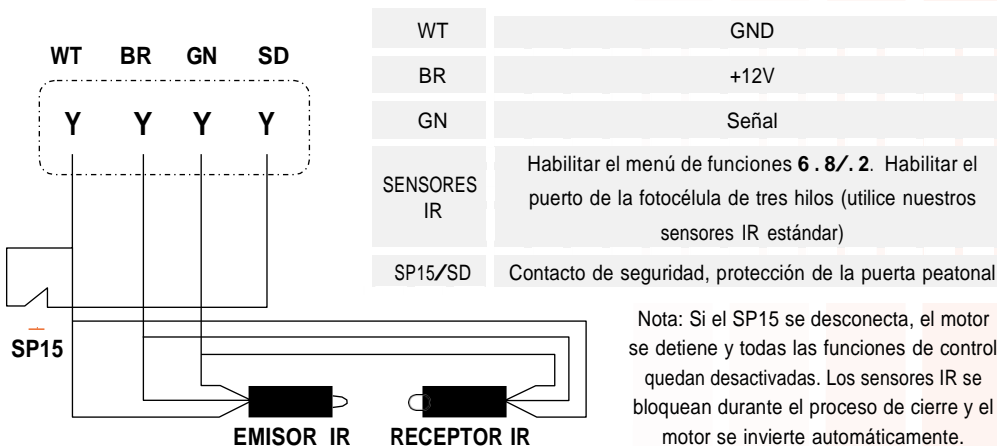 WT BR GN SD
Y Y Y Y
SP15
EMISOR IR RECEPTOR IR
WT GND
BR +12V
GN Señal
SENSORES IR
Habilitar el menú de funciones 6.8/.2. Habilitar el
puerto de la fotocélula de tres hilos (utilice nuestros
sensores IR estándar)
SP15/SD Contacto de seguridad, protección de la puerta peatonal
Nota: Si el SP15 se desconecta, el motor
se detiene y todas las funciones de control
quedan desactivadas. Los sensores IR se
bloquean durante el proceso de cierre y el
motor se invierte automáticamente.